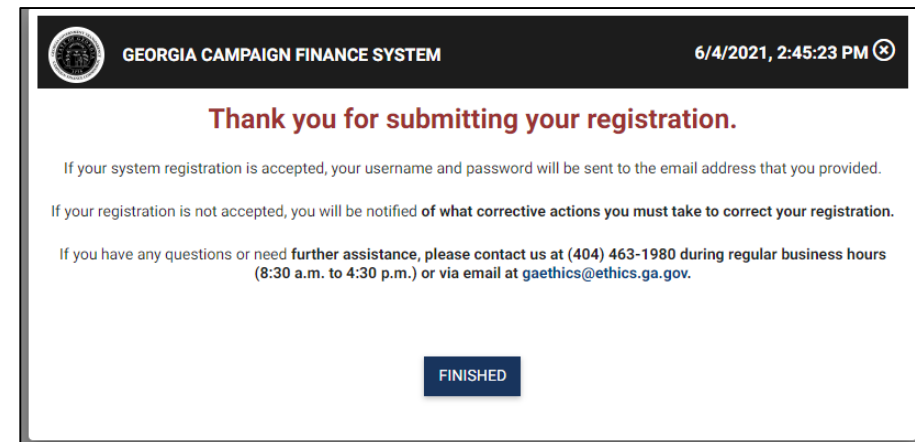 GEORGIA CAMPAIGN FINANCE SYSTEM
6/4/2021, 2:45:23 PM
Thank you for submitting your registration.
If your system registration is accepted, your username and password will be sent to the email address that you provided.
If your registration is not accepted, you will be notified of what corrective actions you must take to correct your registration.
If you have any questions or need further assistance, please contact us at (404) 463-1980 during regular business hours
(8:30 a.m. to 4:30 p.m.) or via email at gaethics@ethics.ga.gov.
FINISHED